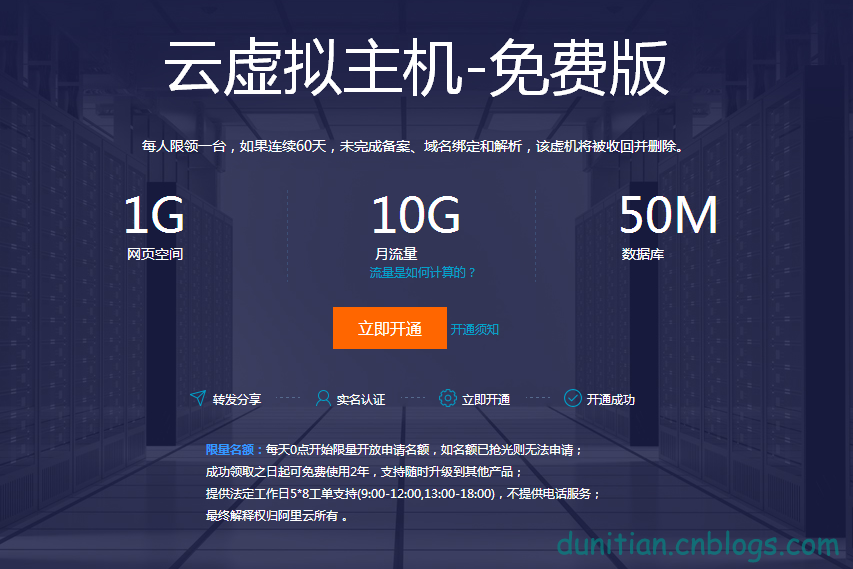 云虚拟主机-免费版
每人限领一台，如果连续60天，未完成备案、域名绑定和解析，该虚机将被收回并删除。
1G
10G
50M
网页空间
月流量
数据库
流量是如何计算的？
立即开通 开通须知
转发分享 实名认证 立即开通 开通成功
限量名额：每天0点开始限量开放申请名额，如名额已抢光则无法申请；
成功领取之日起可免费使用2年，支持随时升级到其他产品；
提供法定工作日5*8工单支持(9:00-12:00,13:00-18:00)，不提供电话服务；
最终解释权归阿里云所有 。
dunitian.cnblogs.com